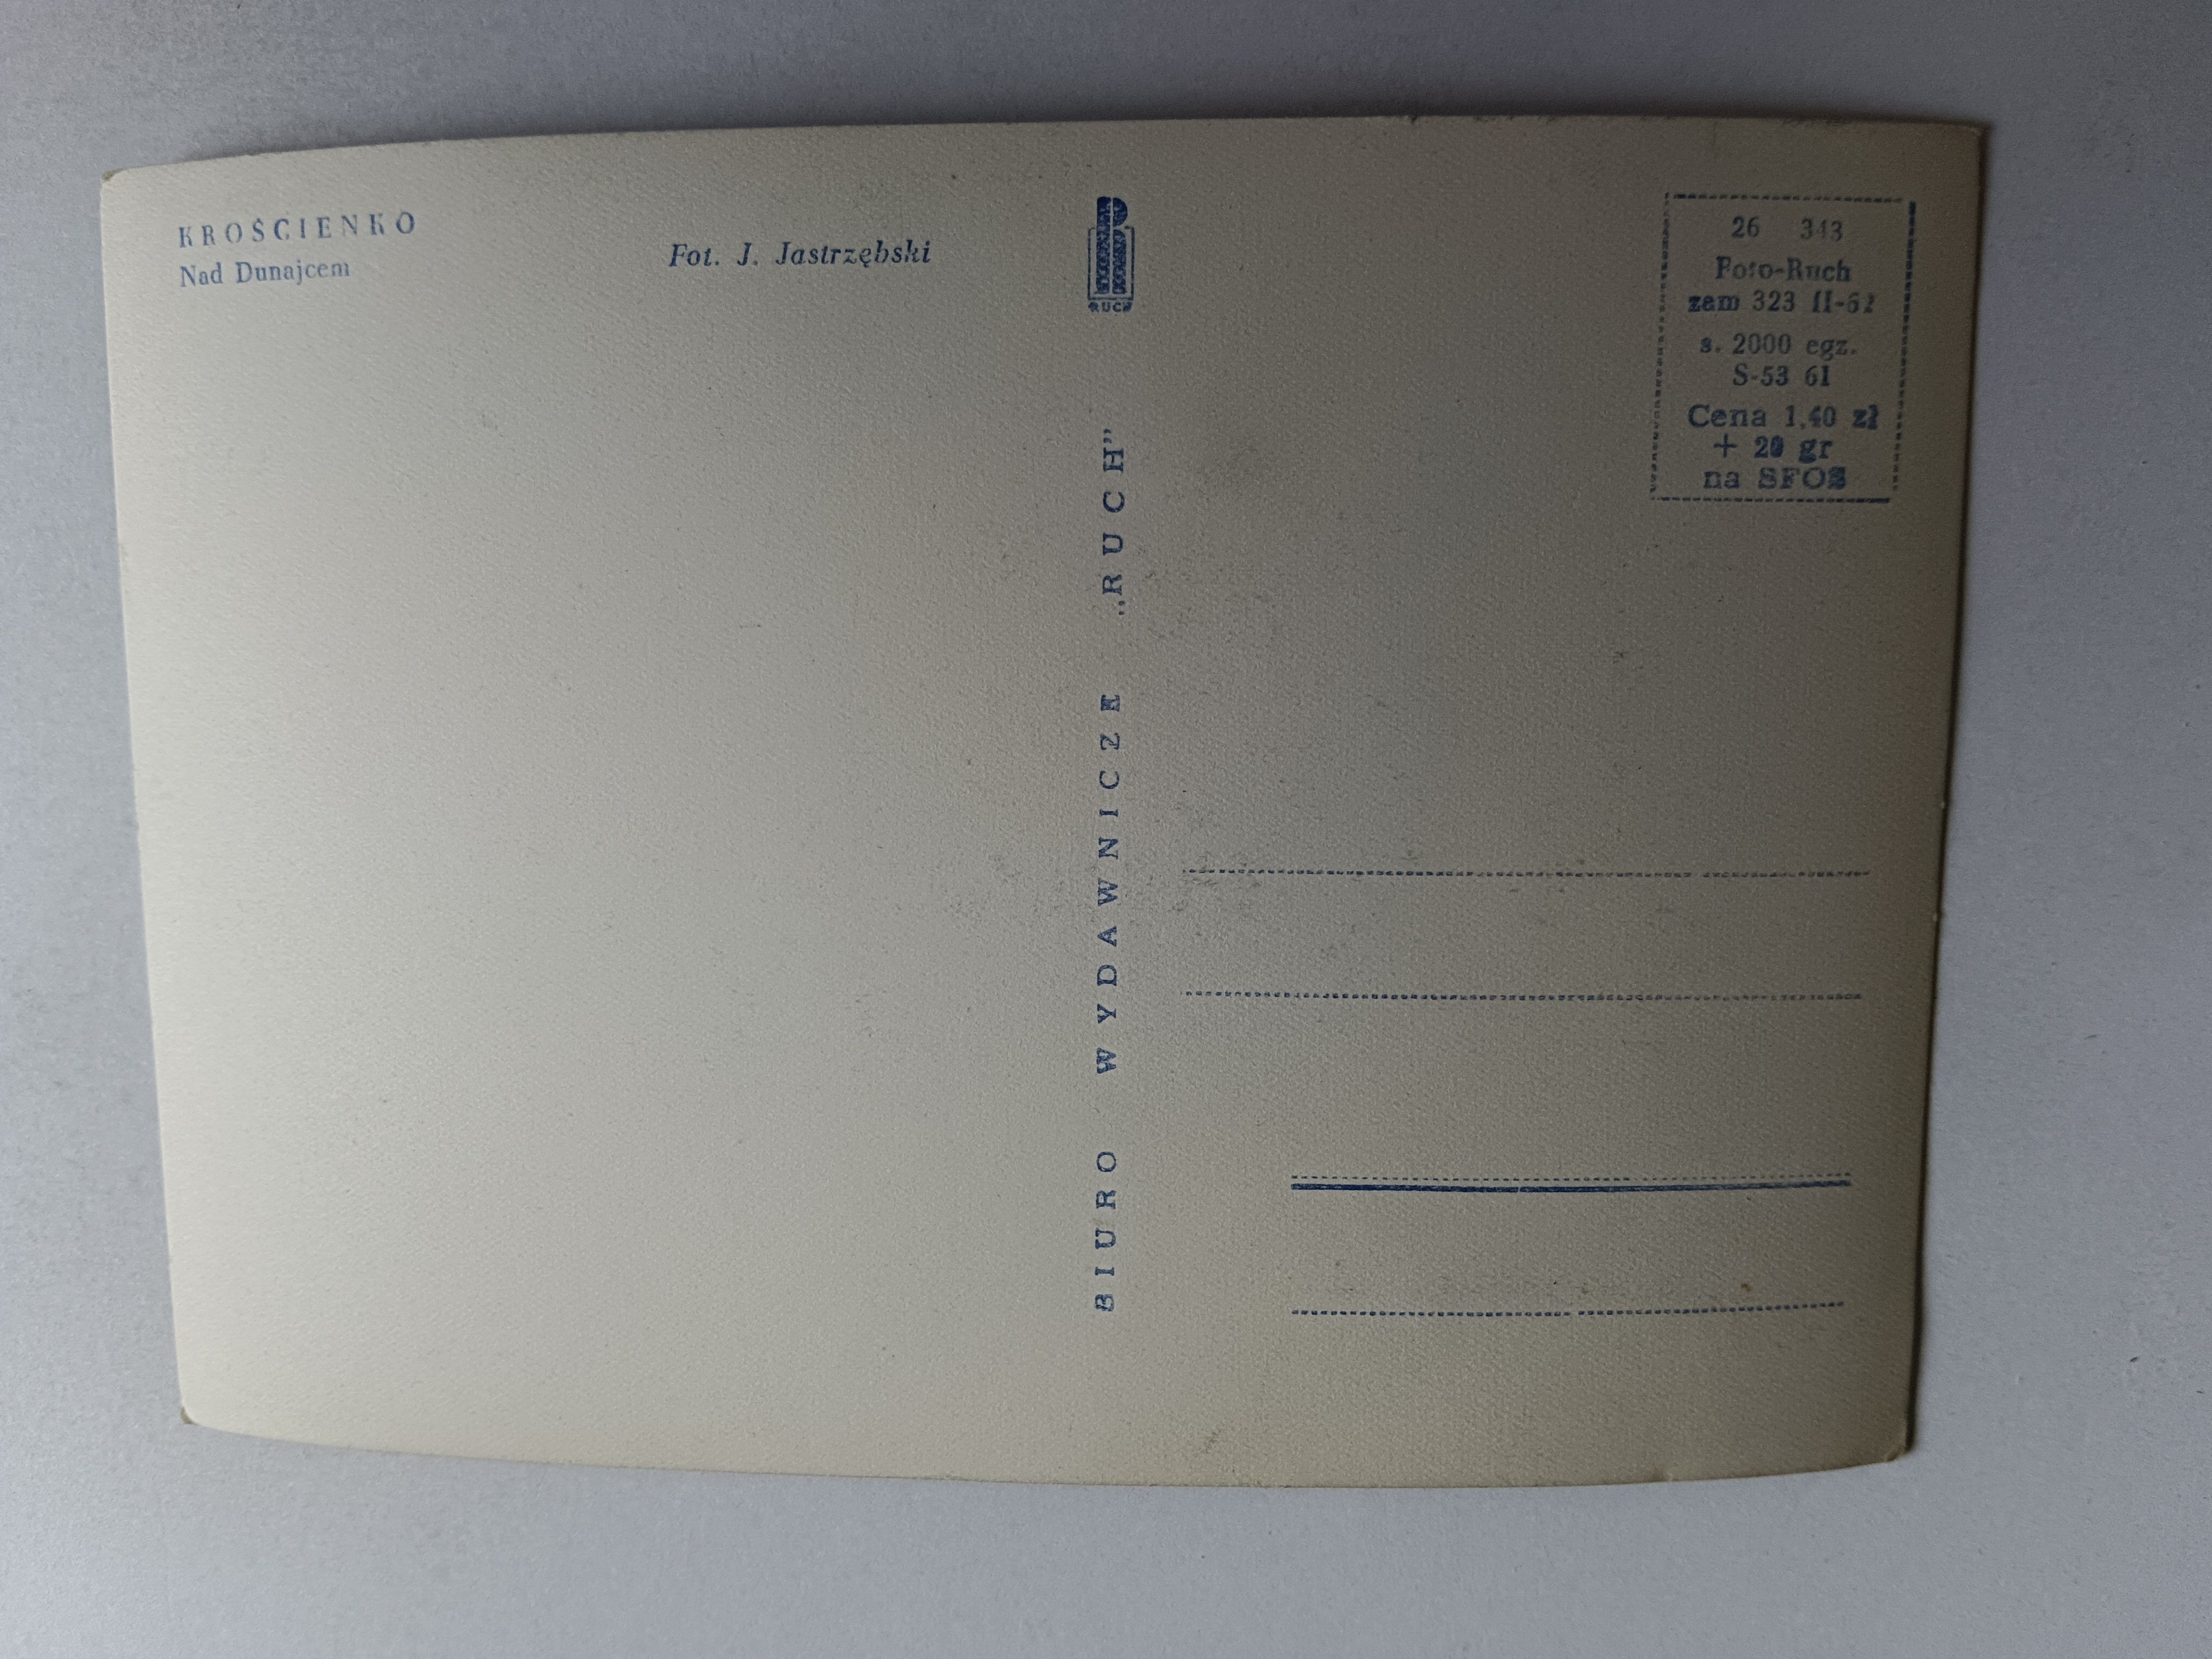 KROŚCIENKO
Nad Dunajcem
Fot. J. Jastrzębski
RUCH
BIURO WYDAWNICZE „RUCH”
26 343
Foto-Ruch
zam 323 II-62
s. 2000 egz.
S-53 61
Cena 1,40 zł
+ 20 gr
na SFOS